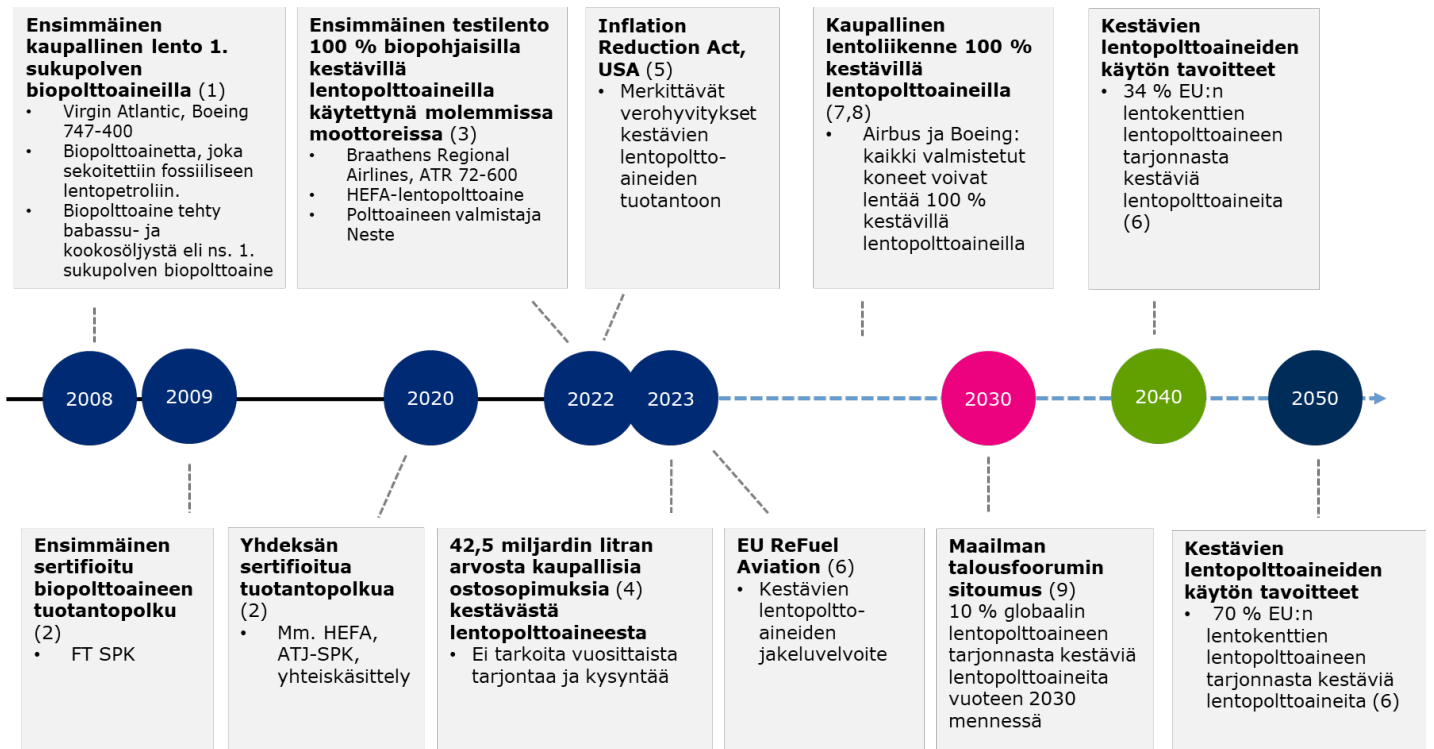 Ensimmäinen
kaupallinen lento 1.
sukupolven
biopolttoaineilla (1)
• Virgin Atlantic, Boeing
747-400
• Biopolttoainetta, joka
sekoitettiin fossiiliseen
lentopetroliin.
• Biopolttoaine tehty
babassu- ja
kookosöljystä eli ns. 1.
sukupolven biopolttoaine
Ensimmäinen testilento
100 % biopohjaisilla
kestävillä
lentopolttoaineilla
käytettynä molemmissa
moottoreissa (3)
• Braathens Regional
Airlines, ATR 72-600
• HEFA-lentopolttoaine
• Polttoaineen valmistaja
Neste
Inflation
Reduction Act,
USA (5)
• Merkittävät
verohyvitykset
kestävien
lentopoltto-
aineiden
tuotantoon
Kaupallinen
lentoliikenne 100 %
kestävillä
lentopolttoaineilla
(7,8)
• Airbus ja Boeing:
kaikki valmistetut
koneet voivat
lentää 100 %
kestävillä
lentopolttoaineilla
Kestävien
lentopolttoaineiden
käytön tavoitteet
• 34 % EU:n
lentokenttien
lentopolttoaineen
tarjonnasta
kestäviä
lentopolttoaineita
(6)
2008
2009
2020
2022
2023
2030
2040
2050
Ensimmäinen
sertifioitu
biopolttoaineen
tuotantopolku
(2)
• FT SPK
Yhdeksän
sertifioitua
tuotantopolkua
(2)
• Mm. HEFA,
ATJ-SPK,
yhteiskäsittely
42,5 miljardin litran
arvosta kaupallisia
ostosopimuksia (4)
kestävästä
lentopolttoaineesta
• Ei tarkoita vuosittaista
tarjontaa ja kysyntää
EU ReFuel
Aviation (6)
• Kestävien
lentopoltto-
aineiden
jakeluvelvoite
Maailman
talousfoorumin
sitoumus (9)
10 % globaalin
lentopolttoaineen
tarjonnasta kestäviä
lentopolttoaineita
vuoteen 2030
mennessä
Kestävien
lentopolttoaineiden
käytön tavoitteet
• 70 % EU:n
lentokenttien
lentopolttoaineen
tarjonnasta kestäviä
lentopolttoaineita (6)